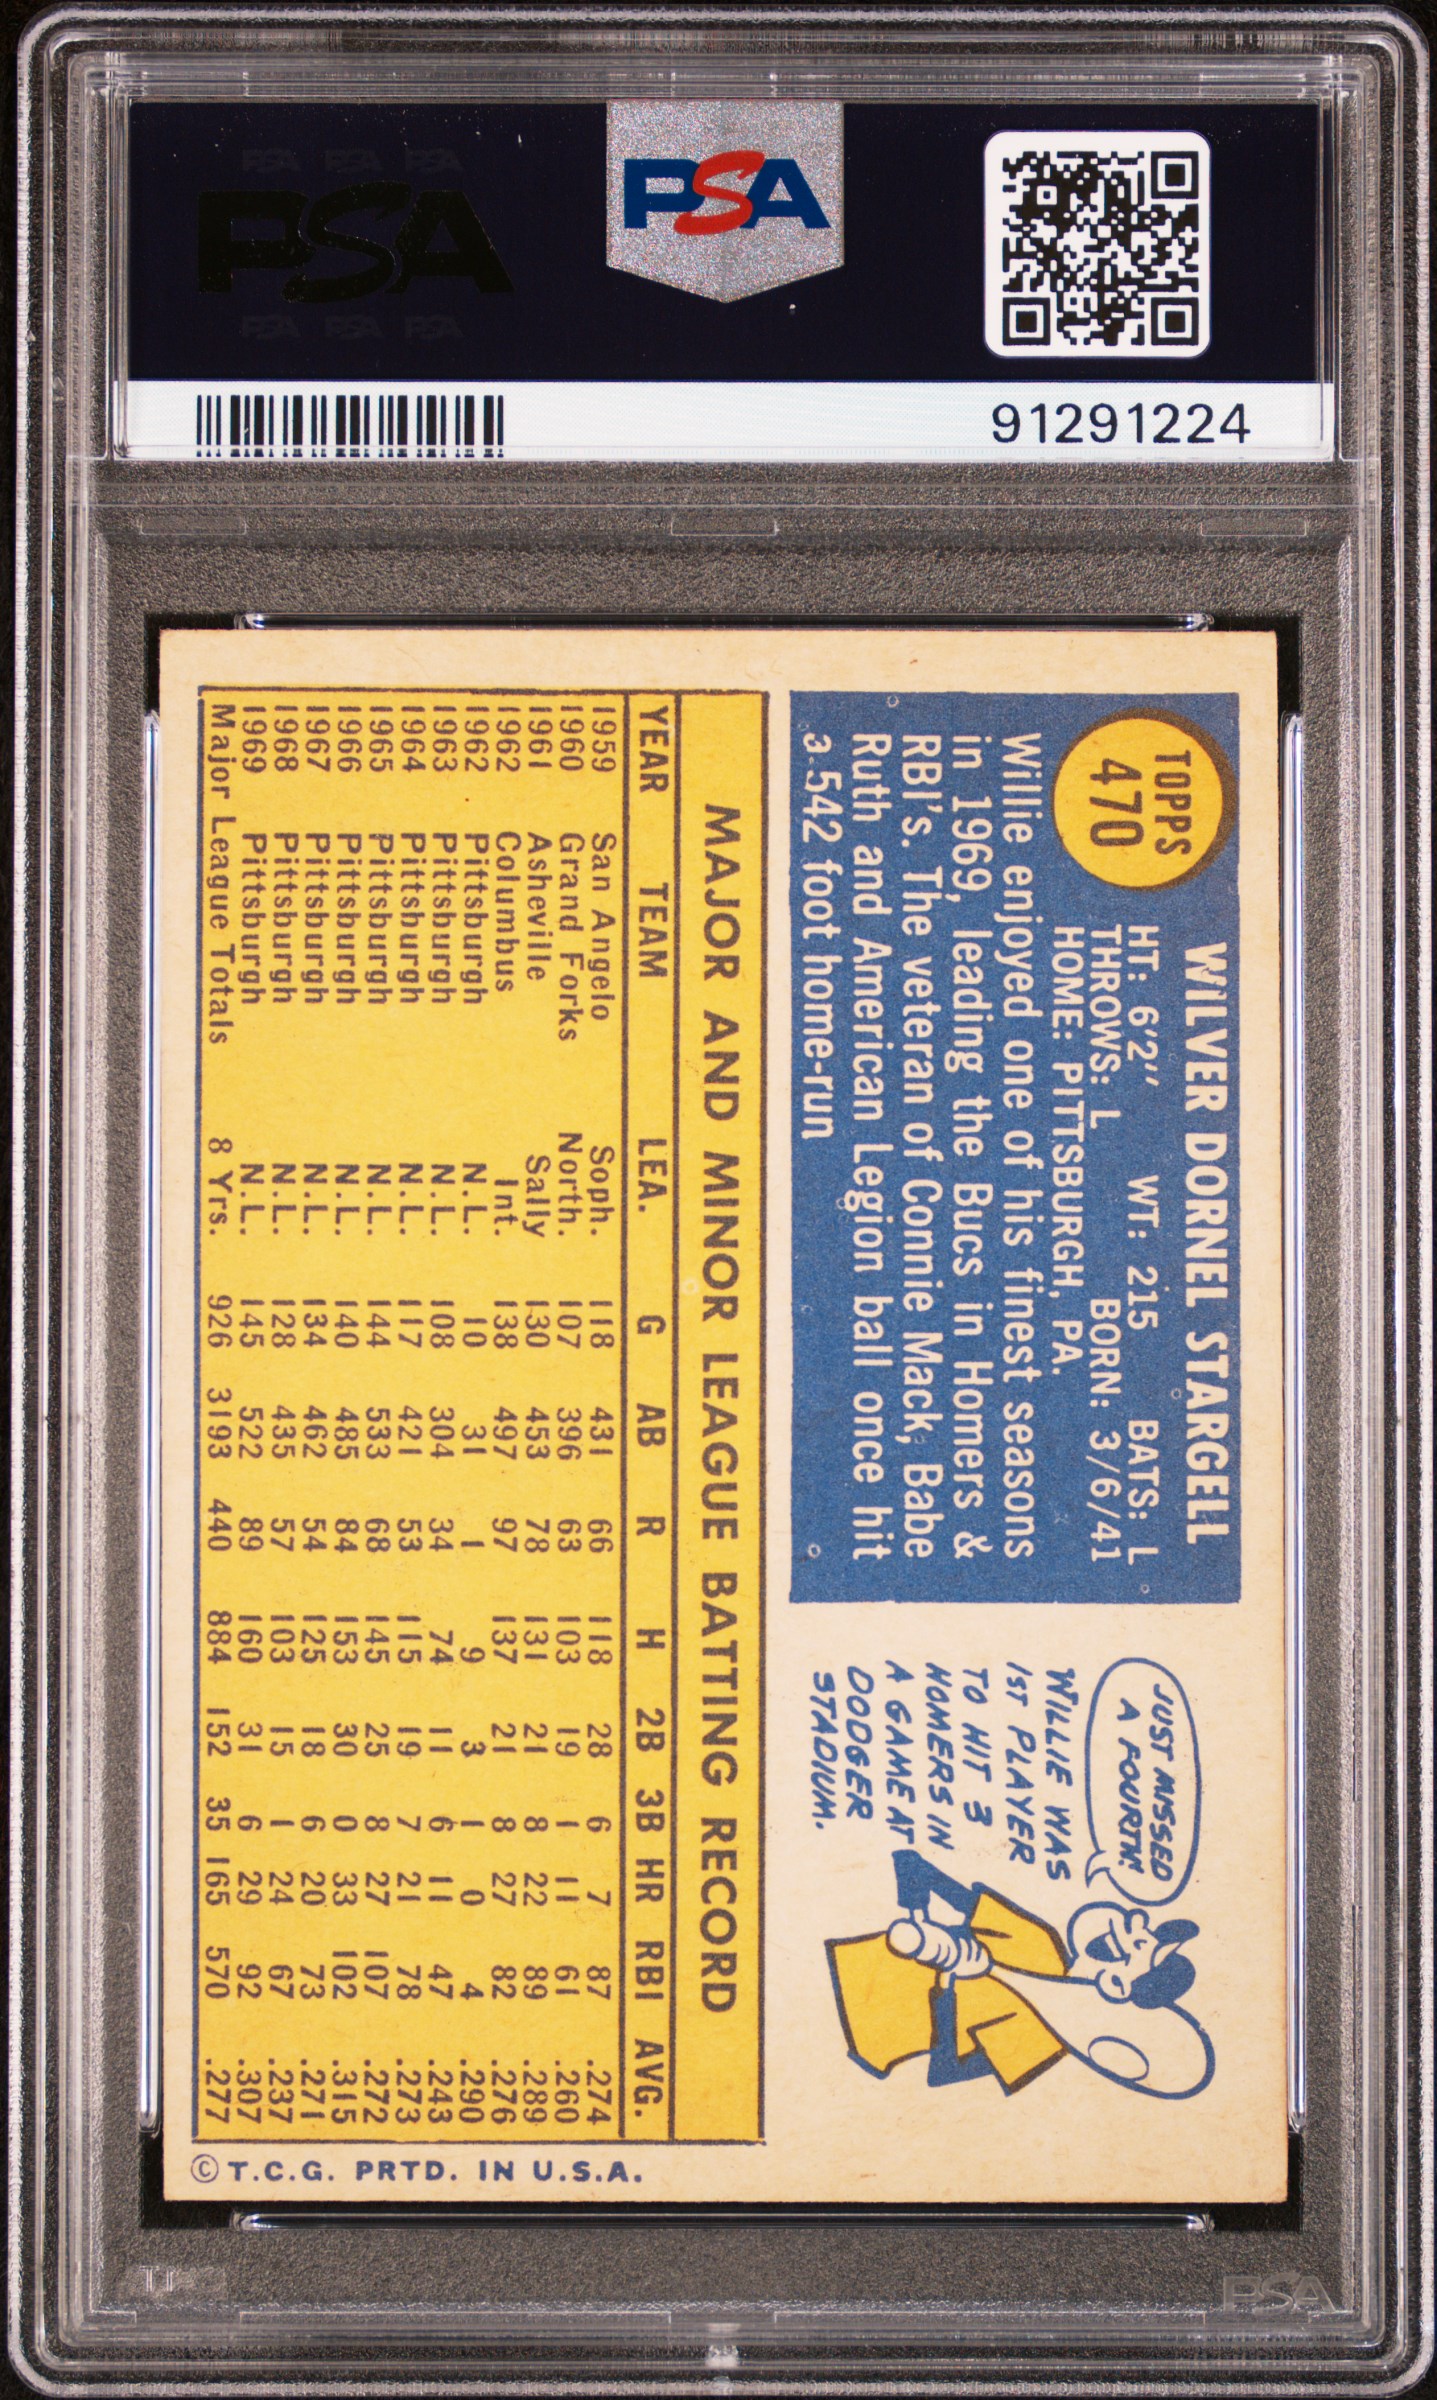 PSA PSA PSA
PSA
PSA PSA PSA
PSA
91291224
TOPPS
470
WILVER DORNEL STARGELL
HT: 6'2" WT: 215 BATS: L
THROWS: L BORN: 3/6/41
HOME: PITTSBURGH, PA.
Willie enjoyed one of his finest seasons
in 1969, leading the Bucs in Homers &
RBI's. The veteran of Connie Mack, Babe
Ruth and American Legion ball once hit
a 542 foot home-run
JUST MISSED
A FOURTH!
WILLIE WAS
1ST PLAYER
TO HIT 3
HOMERS IN
A GAME AT
DODGER
STADIUM.
MAJOR AND MINOR LEAGUE BATTING RECORD
YEAR TEAM LEA. G AB R H 2B 3B HR RBI AVG.
1959 San Angelo Soph. 118 431 66 118 28 6 7 87 .274
1960 Grand Forks North. 107 396 63 103 19 1 11 61 .260
1961 Asheville Sally 130 453 78 131 21 8 22 89 .289
1962 Columbus Int. 138 497 97 137 21 8 27 82 .276
1962 Pittsburgh N.L. 10 31 1 9 3 1 0 4 .290
1963 Pittsburgh N.L. 108 304 34 74 11 6 11 47 .243
1964 Pittsburgh N.L. 117 421 53 115 19 7 21 78 .273
1965 Pittsburgh N.L. 144 533 68 145 25 8 27 107 .272
1966 Pittsburgh N.L. 140 485 84 153 30 0 33 102 .315
1967 Pittsburgh N.L. 134 462 54 125 18 6 20 73 .271
1968 Pittsburgh N.L. 128 435 57 103 15 1 24 67 .237
1969 Pittsburgh N.L. 145 522 89 160 31 6 29 92 .307
Major League Totals 8 Yrs. 926 3193 440 884 152 35 165 570 .277
© T.C.G. PRTD. IN U.S.A.
PSA